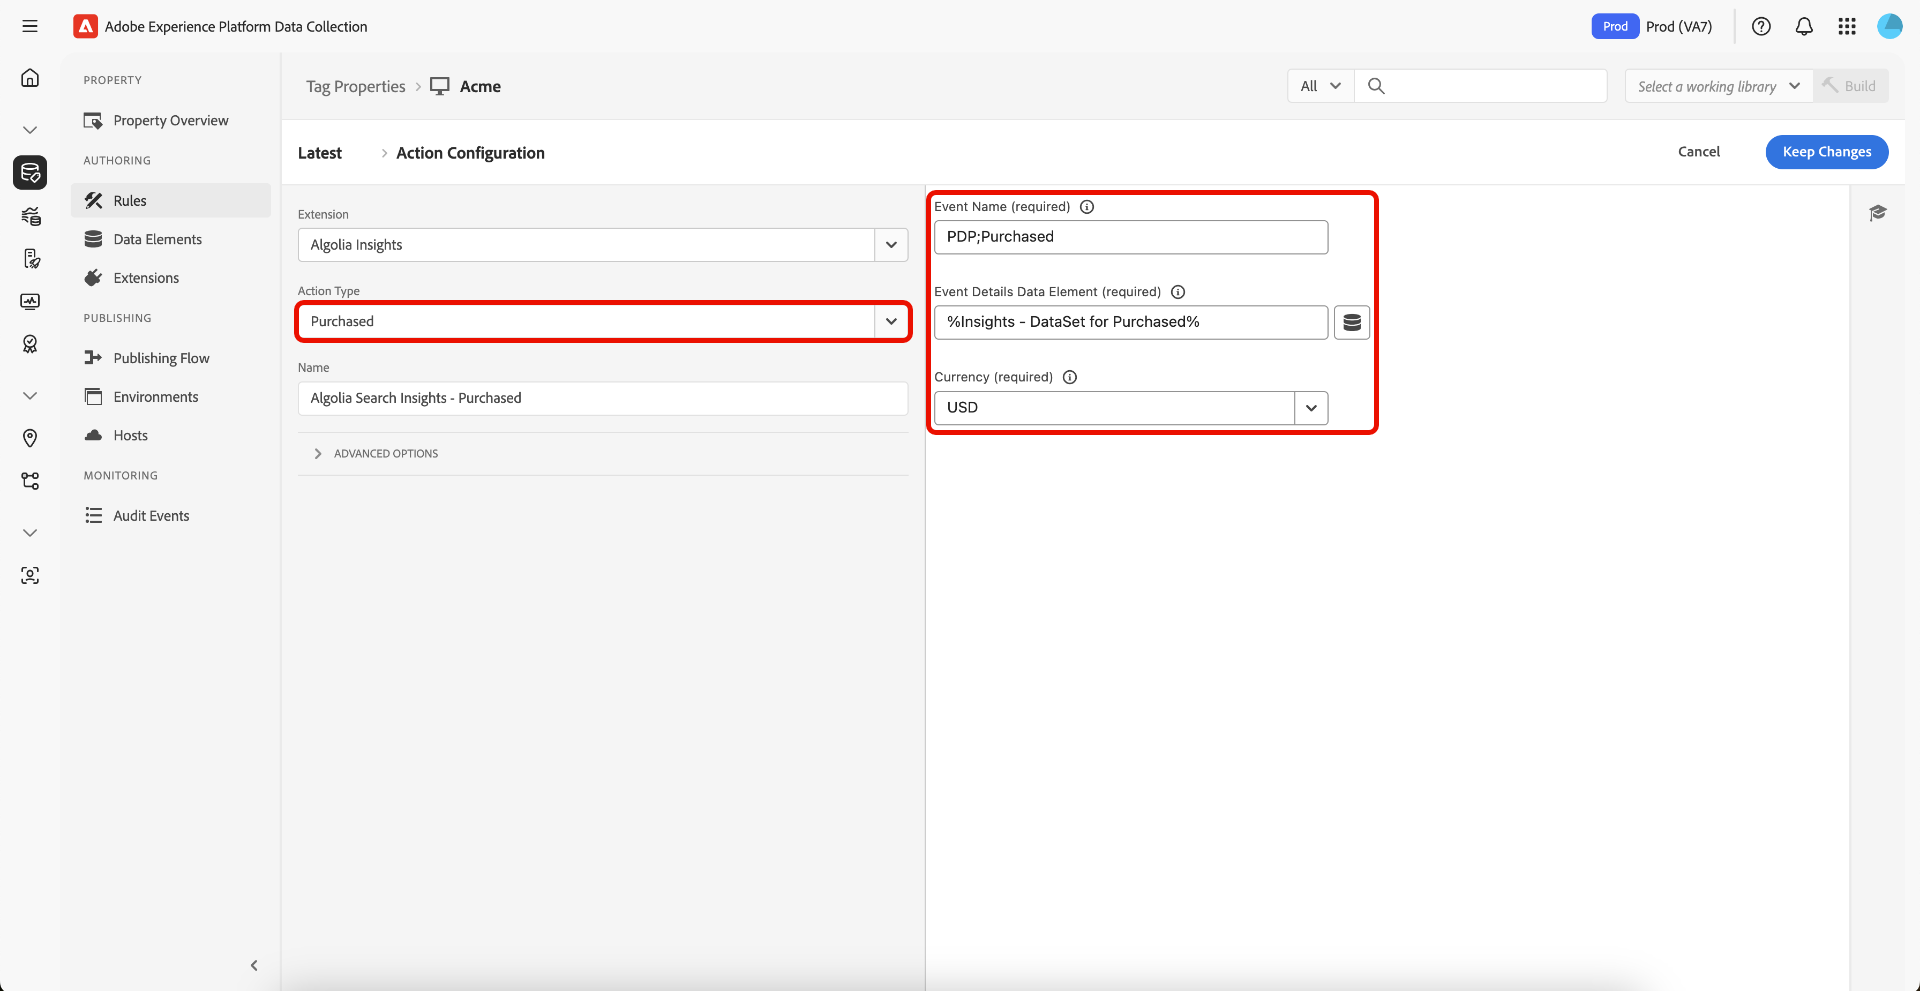 Adobe Experience Platform Data Collection
Prod
Prod (VA7)
PROPERTY
Property Overview
AUTHORING
Rules
Data Elements
Extensions
PUBLISHING
Publishing Flow
Environments
Hosts
MONITORING
Audit Events
Tag Properties
Acme
All
Select a working library
Build
Latest
Action Configuration
Cancel
Keep Changes
Extension
Algolia Insights
Action Type
Purchased
Name
Algolia Search Insights - Purchased
ADVANCED OPTIONS
Event Name (required)
PDP;Purchased
Event Details Data Element (required)
%Insights - DataSet for Purchased%
Currency (required)
USD